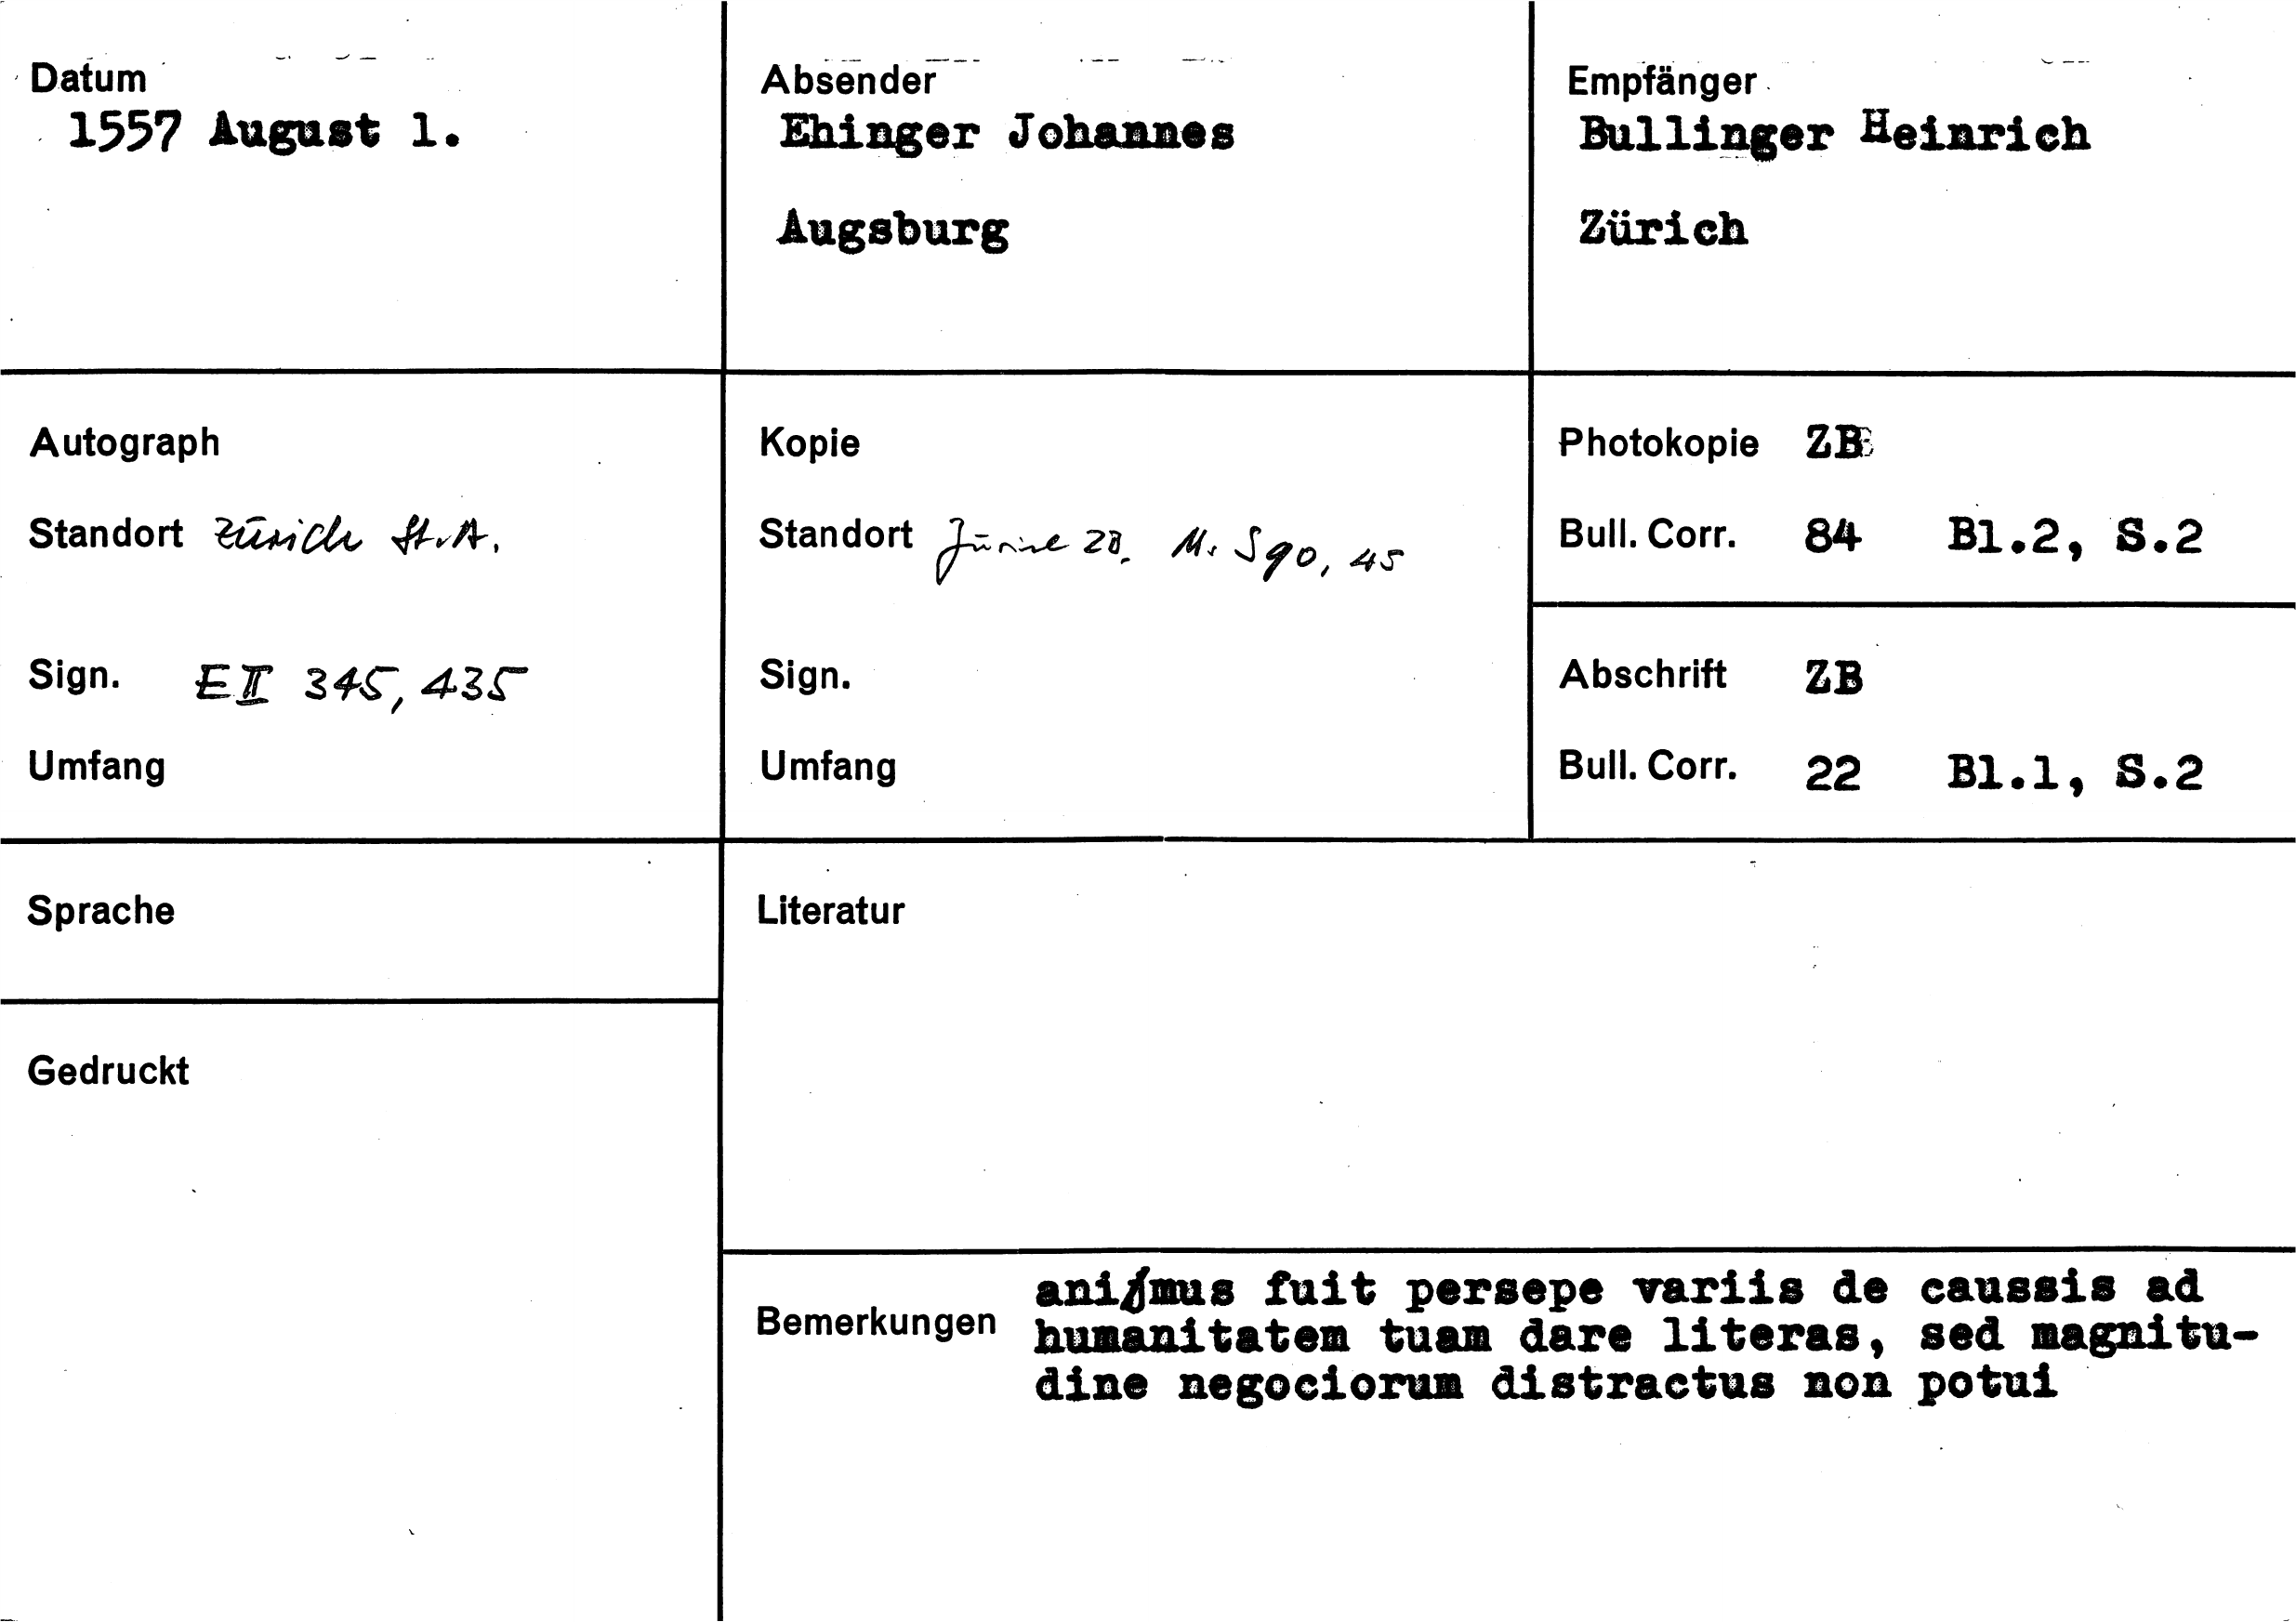 Datum
1557 August 1.
Absender
Ehinger Johannes
Augsburg
Empfänger
Bullinger Heinrich
Zürich
Autograph
Standort Zürich St.A.
Sign. E II 345, 435
Umfang
Kopie
Standort Zürich ZB. Ms S 90, 45
Sign.
Umfang
Photokopie ZB
Bull. Corr. 84 Bl.2, S.2
Abschrift ZB
Bull. Corr. 22 Bl.1, S.2
Sprache
Literatur
Gedruckt
Bemerkungen
animus fuit persepe variis de caussis ad
humanitatem tuam dare literas, sed magnitu-
dine negociorum distractus non potui